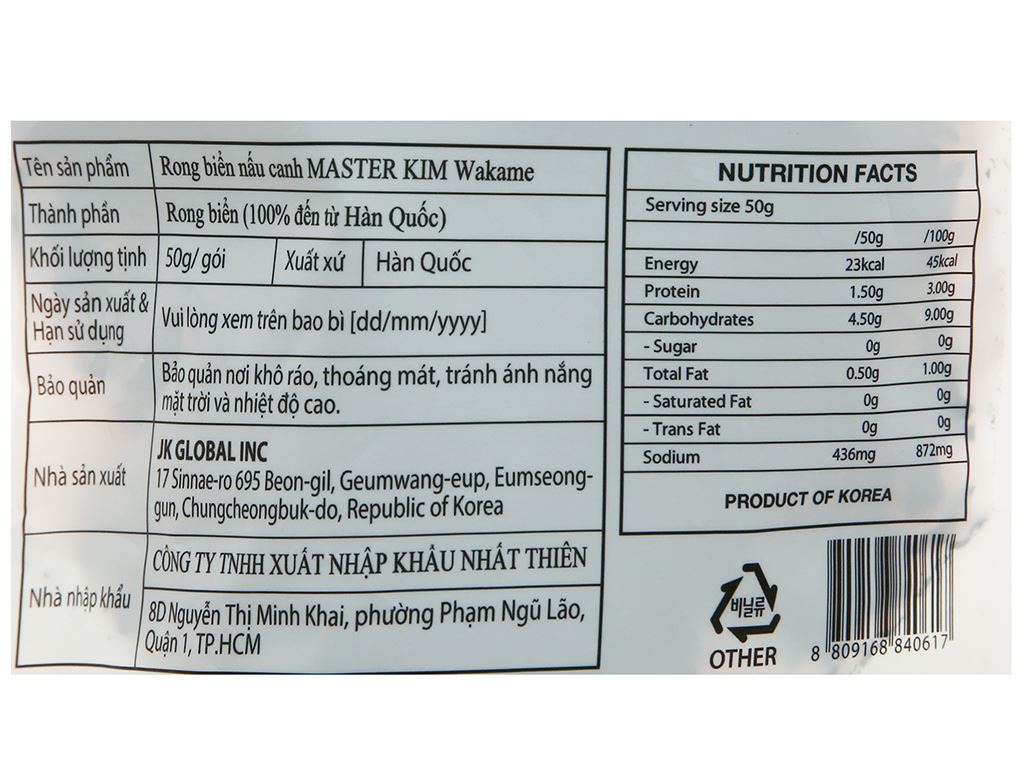 Tên sản phẩm
Rong biển nấu canh MASTER KIM Wakame
Thành phần
Rong biển (100% đến từ Hàn Quốc)
Khối lượng tịnh
50g/ gói
Xuất xứ
Hàn Quốc
Ngày sản xuất &
Hạn sử dụng
Vui lòng xem trên bao bì [dd/mm/yyyy]
Bảo quản
Bảo quản nơi khô ráo, thoáng mát, tránh ánh nắng
mặt trời và nhiệt độ cao.
Nhà sản xuất
JK GLOBAL INC
17 Sinnae-ro 695 Beon-gil, Geumwang-eup, Eumseong-
gun, Chungcheongbuk-do, Republic of Korea
Nhà nhập khẩu
CÔNG TY TNHH XUẤT NHẬP KHẨU NHẤT THIÊN
8D Nguyễn Thị Minh Khai, phường Phạm Ngũ Lão,
Quận 1, TP.HCM
NUTRITION FACTS
Serving size 50g
/50g /100g
Energy 23kcal 45kcal
Protein 1.50g 3.00g
Carbohydrates 4.50g 9.00g
- Sugar 0g 0g
Total Fat 0.50g 1.00g
- Saturated Fat 0g 0g
- Trans Fat 0g 0g
Sodium 436mg 872mg
PRODUCT OF KOREA
비닐류
OTHER
8 809168 840617